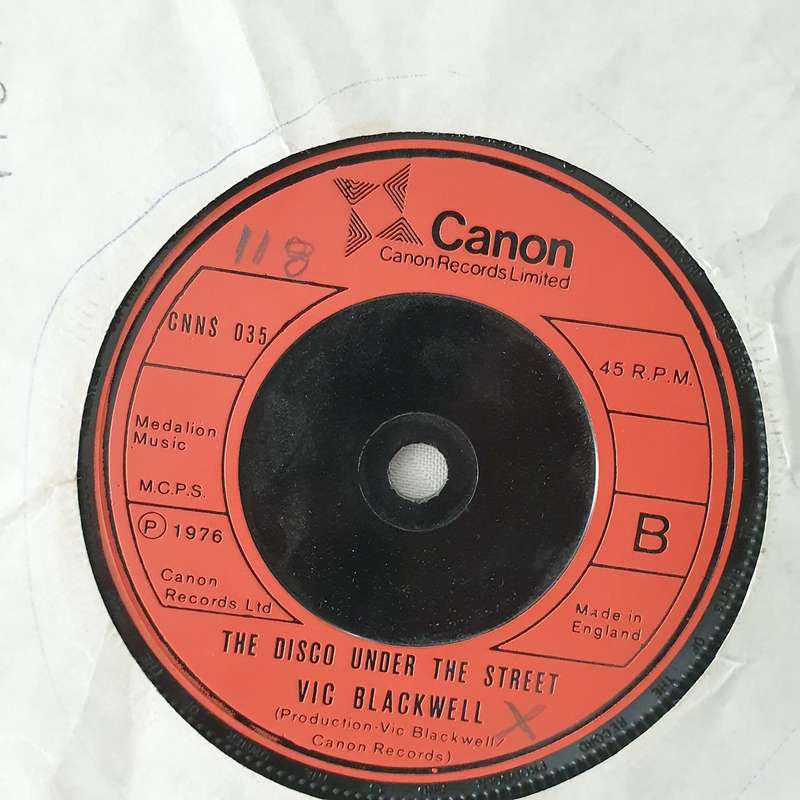 118
Canon
Canon Records Limited
CNN$ 035
45 R.P.M.
Medalion
Music
M.C.P.S.
Ⓟ 1976
B
Canon
Records Ltd
Made in
England
THE DISCO UNDER THE STREET
VIC BLACKWELL
X
(Production-Vic Blackwell/
Canon Records)